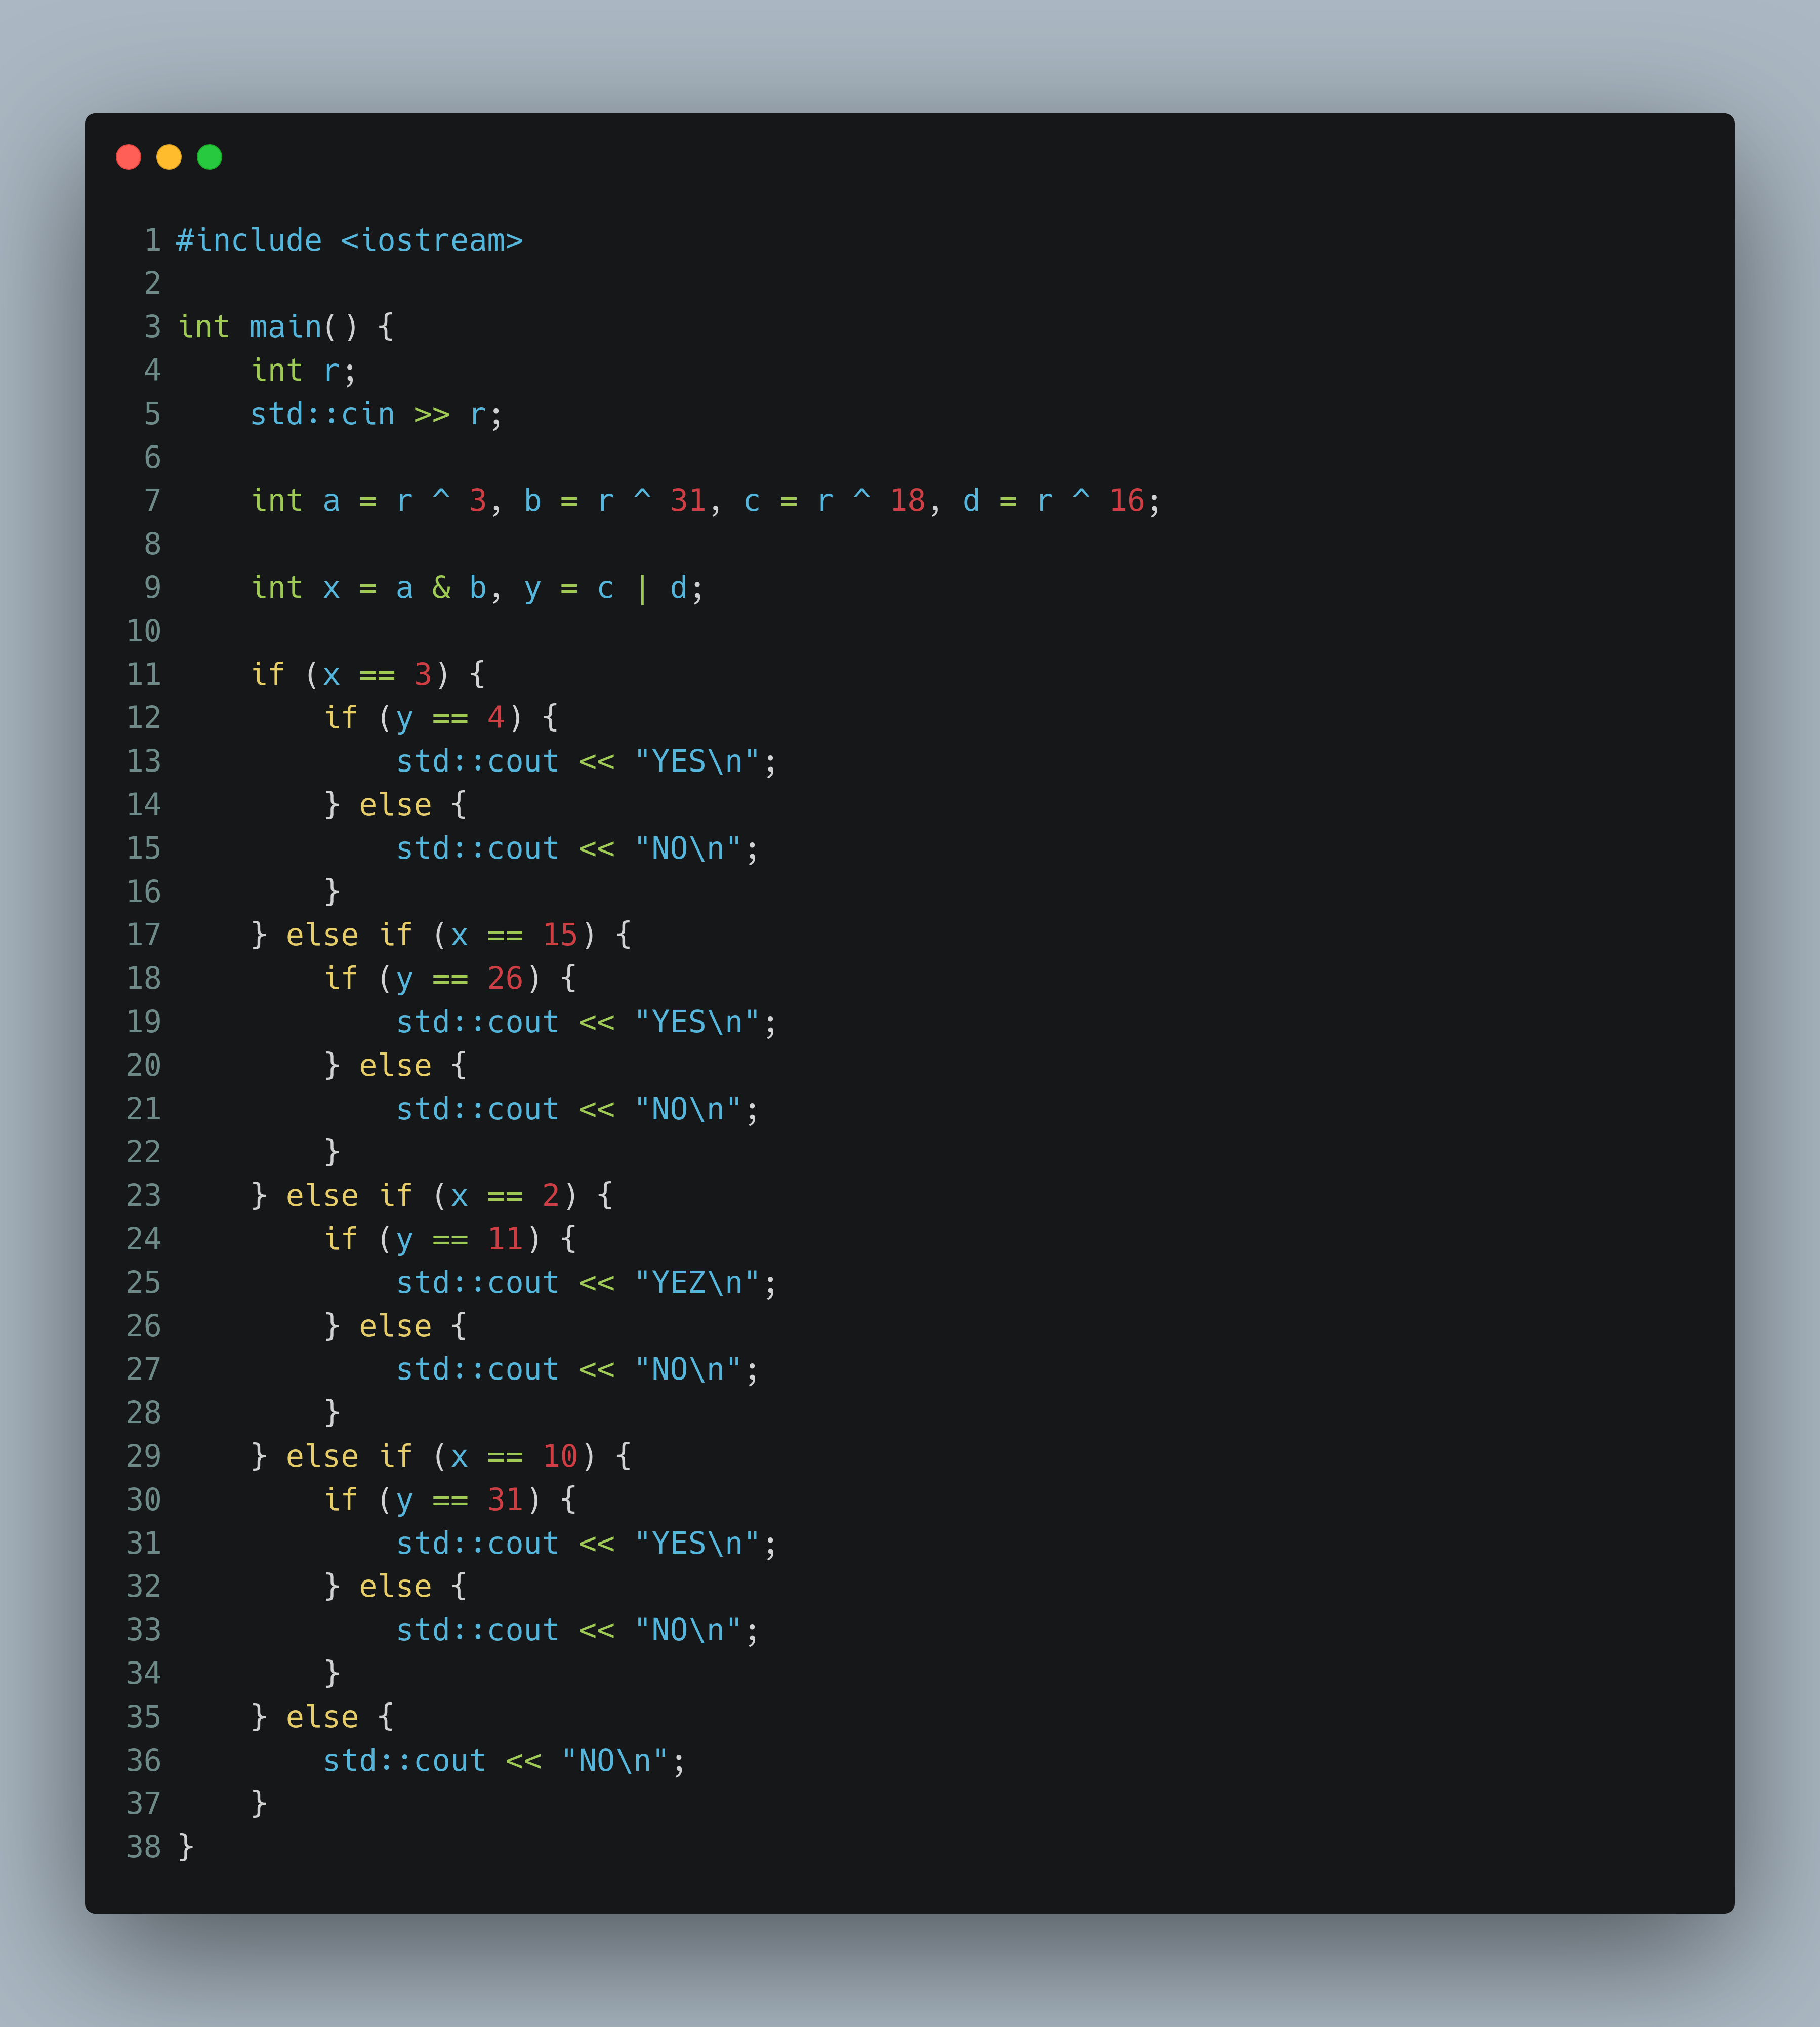 1 #include <iostream>
2
3 int main() {
4     int r;
5     std::cin >> r;
6
7     int a = r ^ 3, b = r ^ 31, c = r ^ 18, d = r ^ 16;
8
9     int x = a & b, y = c | d;
10
11     if (x == 3) {
12         if (y == 4) {
13             std::cout << "YES\n";
14         } else {
15             std::cout << "NO\n";
16         }
17     } else if (x == 15) {
18         if (y == 26) {
19             std::cout << "YES\n";
20         } else {
21             std::cout << "NO\n";
22         }
23     } else if (x == 2) {
24         if (y == 11) {
25             std::cout << "YEZ\n";
26         } else {
27             std::cout << "NO\n";
28         }
29     } else if (x == 10) {
30         if (y == 31) {
31             std::cout << "YES\n";
32         } else {
33             std::cout << "NO\n";
34         }
35     } else {
36         std::cout << "NO\n";
37     }
38 }